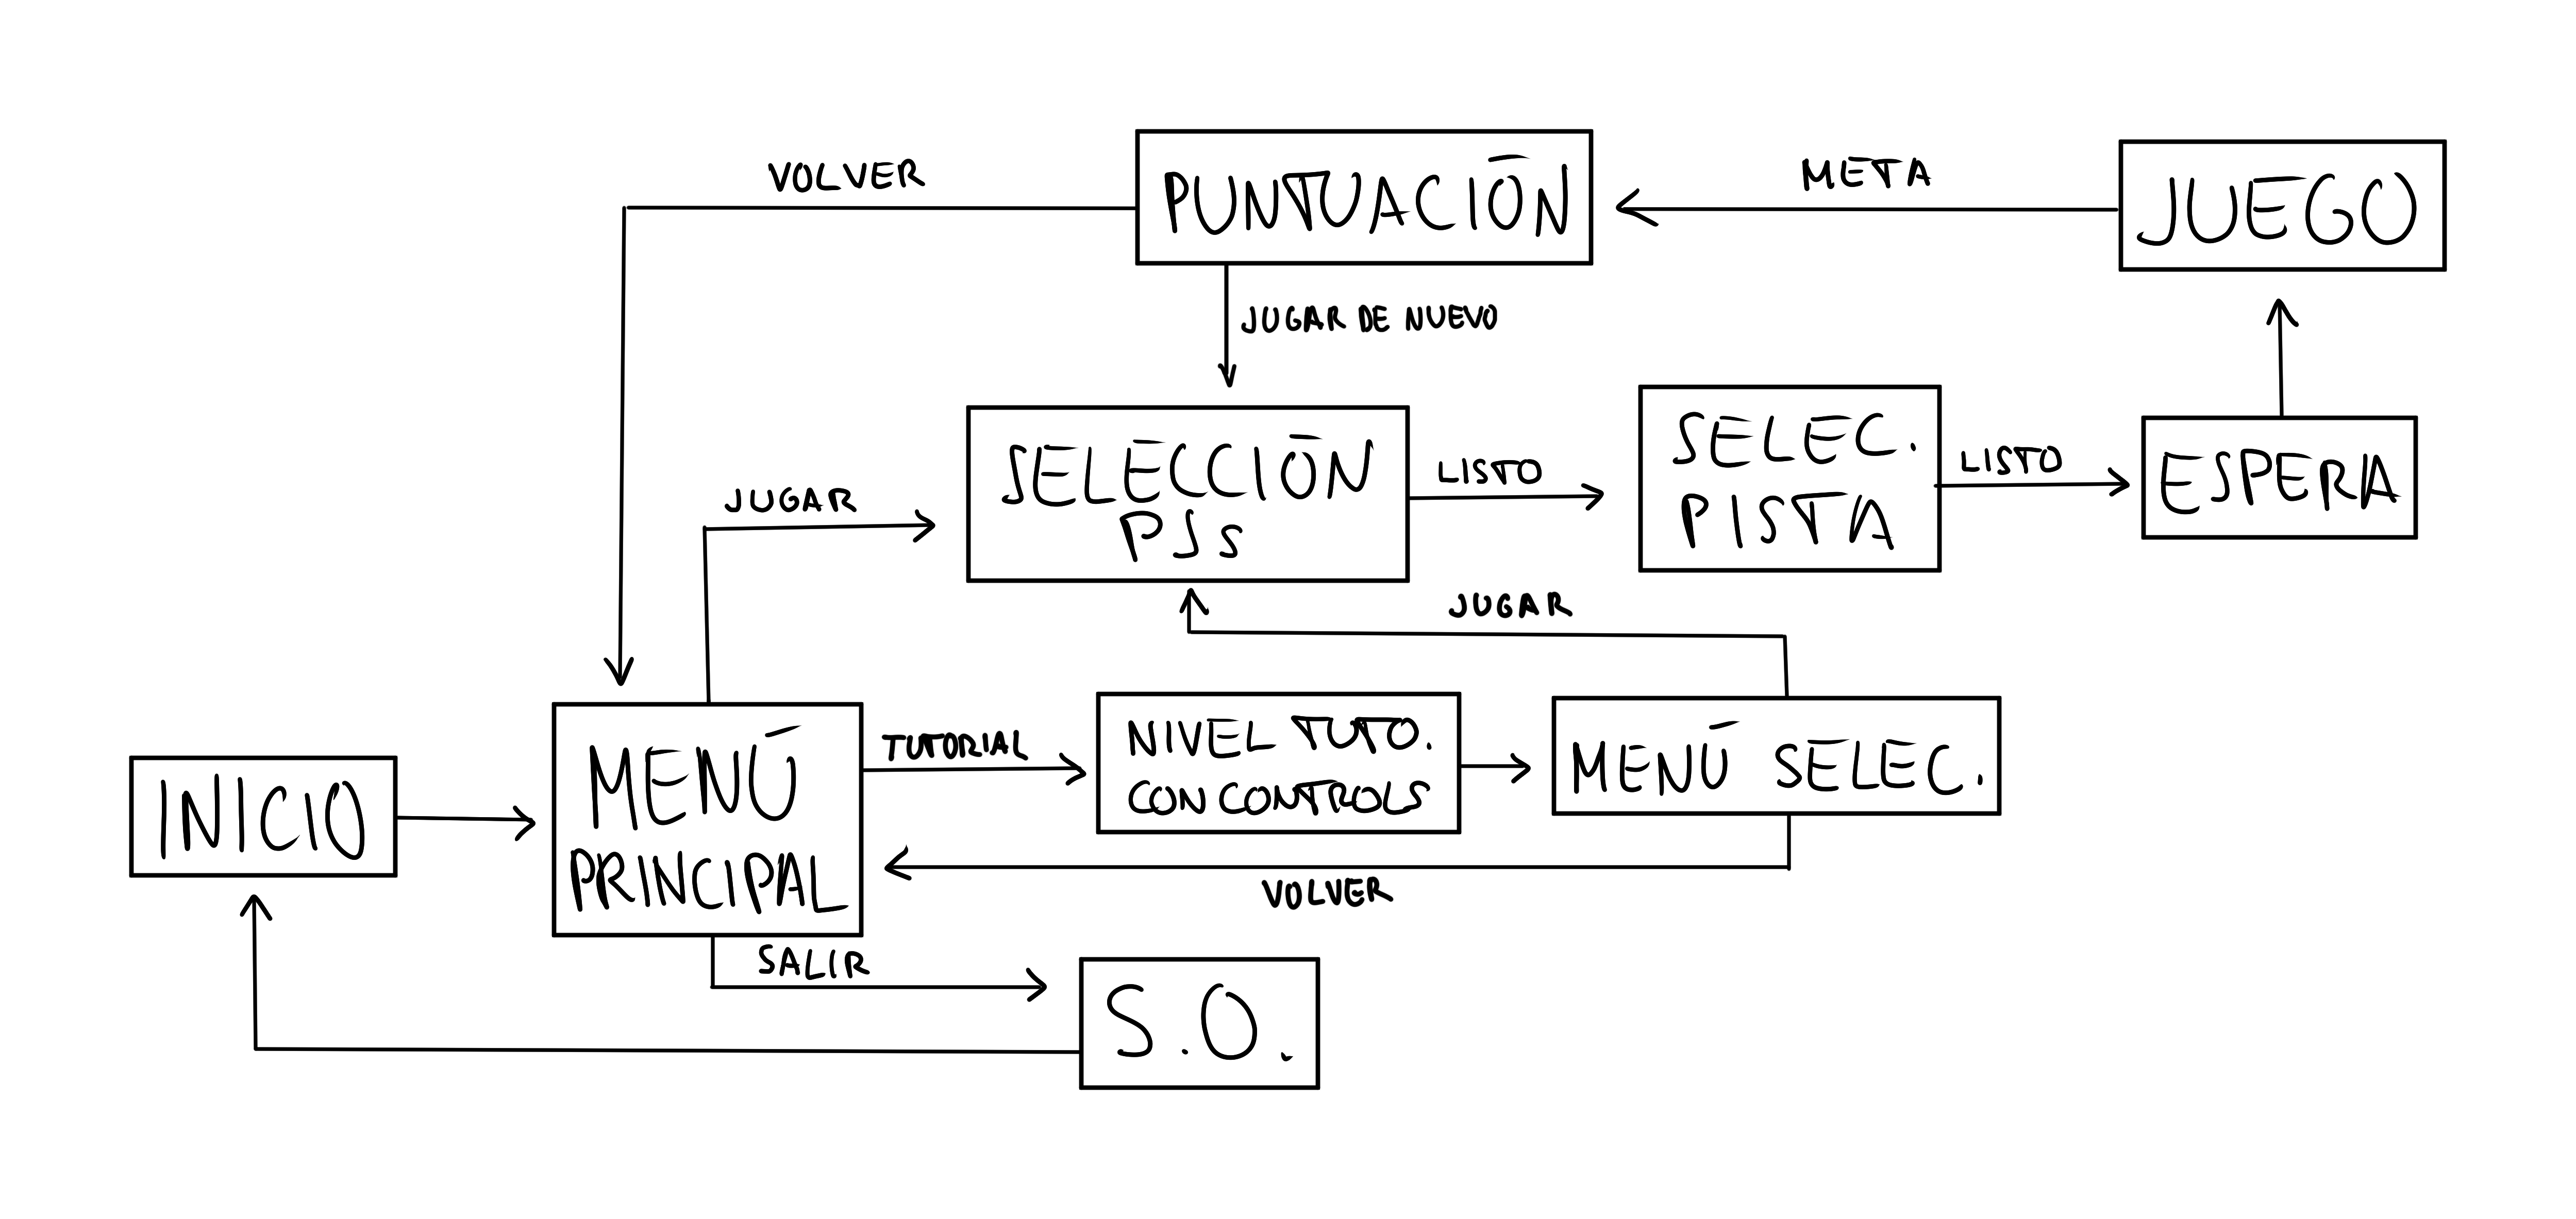 VOLVER
PUNTUACIÓN
META
JUEGO
JUGAR DE NUEVO
SELECCIÓN
PJs
LISTO
SELEC.
PISTA
LISTO
ESPERA
JUGAR
JUGAR
INICIO
MENÚ
PRINCIPAL
TUTORIAL
NIVEL TUTO.
CON CONTROLS
MENÚ SELEC.
VOLVER
SALIR
S.O.